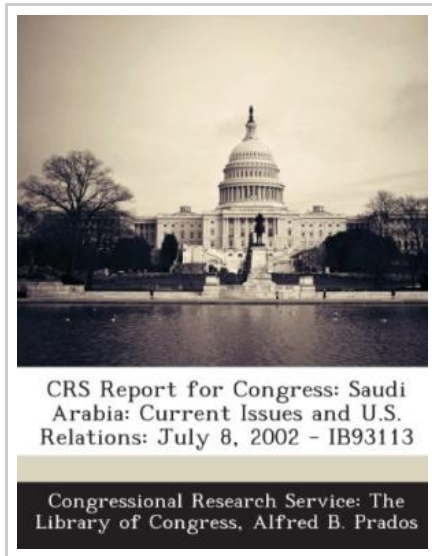 CRS Report for Congress: Saudi
Arabia: Current Issues and U.S.
Relations: July 8, 2002 - IB93113
Congressional Research Service: The
Library of Congress, Alfred B. Prados